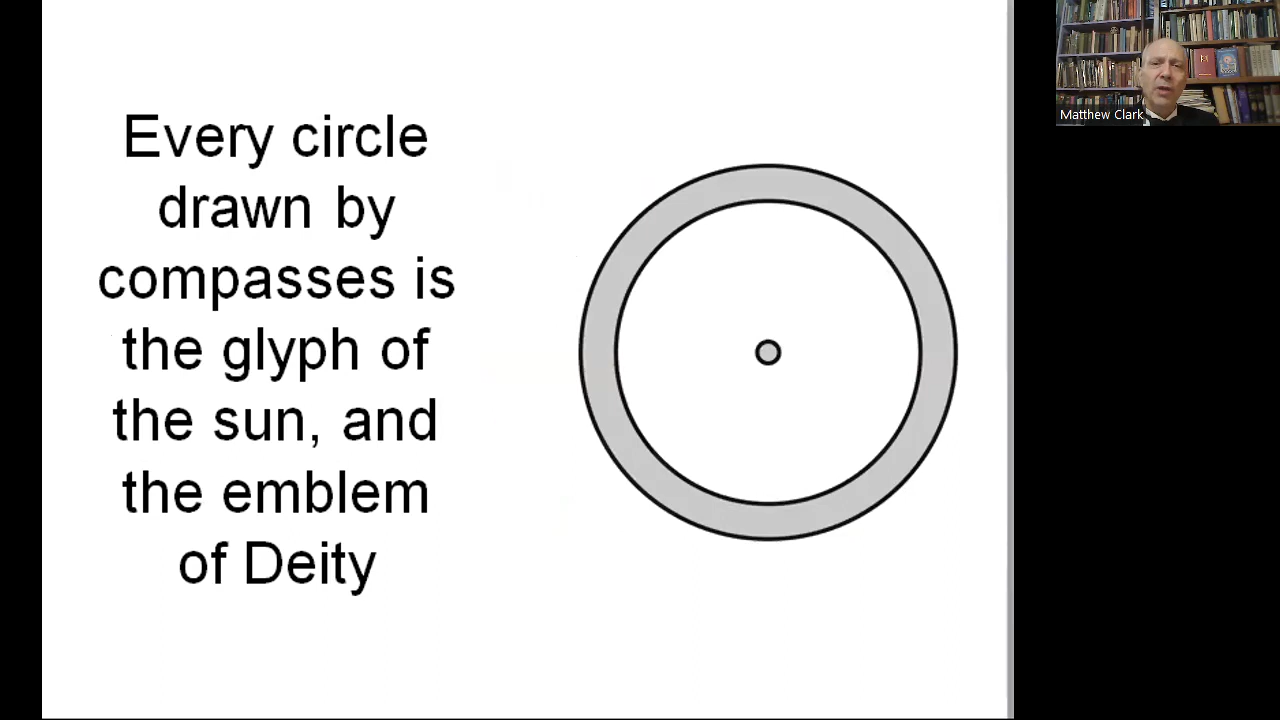 Every circle
drawn by
compasses is
the glyph of
the sun, and
the emblem
of Deity
Matthew Clark